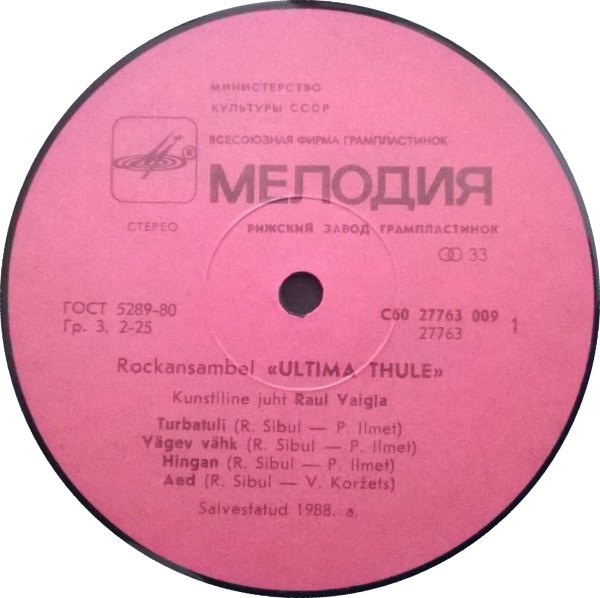 МИНИСТЕРСТВО
КУЛЬТУРЫ СССР
ВСЕСОЮЗНАЯ ФИРМА ГРАМПЛАСТИНОК
®
МЕЛОДИЯ
СТЕРЕО
РИЖСКИЙ ЗАВОД ГРАМПЛАСТИНОК
33
ГОСТ 5289-80
Гр. 3. 2-25
С60 27763 009
27763
1
Rockansambel «ULTIMA THULE»
Kunstiline juht Raul Vaigla
Turbatuli (R. Sibul — P. Ilmet)
Vägev vähk (R. Sibul — P. Ilmet)
Hingan (R. Sibul — P. Ilmet)
Aed (R. Sibul — V. Koržets)
Salvestatud 1988. a.